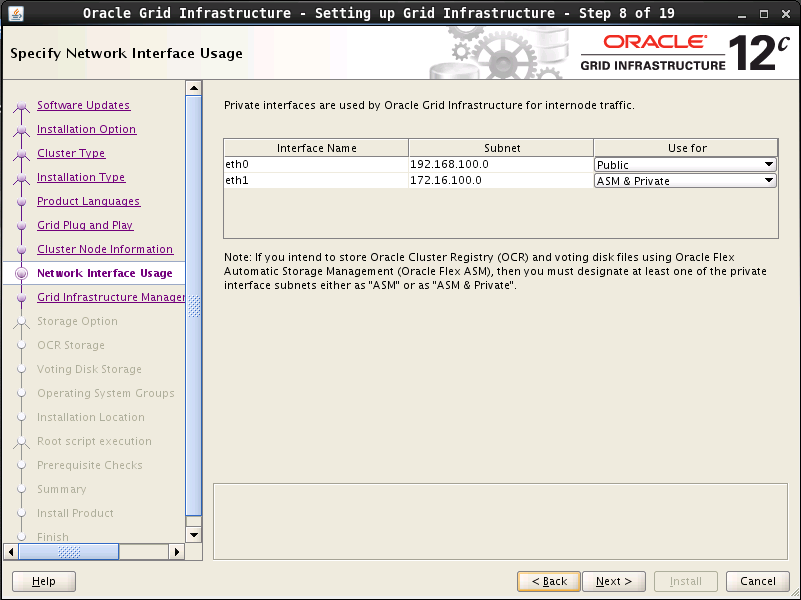 Oracle Grid Infrastructure - Setting up Grid Infrastructure - Step 8 of 19
Specify Network Interface Usage
ORACLE®
GRID INFRASTRUCTURE
12c
Software Updates
Installation Option
Cluster Type
Installation Type
Product Languages
Grid Plug and Play
Cluster Node Information
Network Interface Usage
Grid Infrastructure Manager
Storage Option
OCR Storage
Voting Disk Storage
Operating System Groups
Installation Location
Root script execution
Prerequisite Checks
Summary
Install Product
Finish
Private interfaces are used by Oracle Grid Infrastructure for internode traffic.
Interface Name Subnet Use for
eth0 192.168.100.0 Public
eth1 172.16.100.0 ASM & Private
Note: If you intend to store Oracle Cluster Registry (OCR) and voting disk files using Oracle Flex
Automatic Storage Management (Oracle Flex ASM), then you must designate at least one of the private
interface subnets either as "ASM" or as "ASM & Private".
Help
< Back
Next >
Install
Cancel